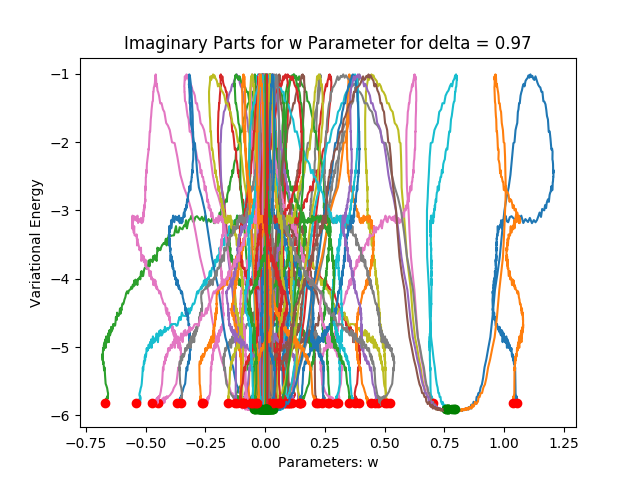 Imaginary Parts for w Parameter for delta = 0.97
Variational Energy
−1
−2
−3
−4
−5
−6
−0.75 −0.50 −0.25 0.00 0.25 0.50 0.75 1.00 1.25
Parameters: w